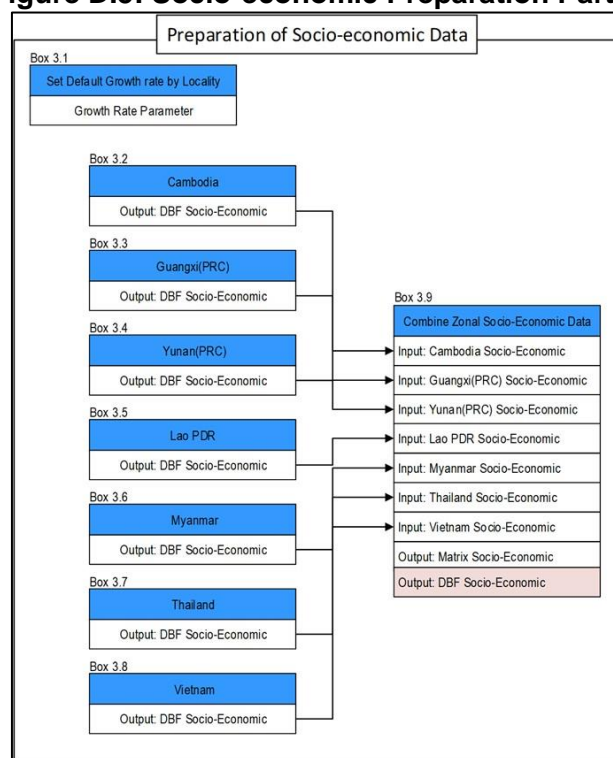 Preparation of Socio-economic Data
Box 3.1
Set Default Growth rate by Locality
Growth Rate Parameter
Box 3.2
Cambodia
Output: DBF Socio-Economic
Box 3.3
Guangxi(PRC)
Output: DBF Socio-Economic
Box 3.4
Yunan(PRC)
Output: DBF Socio-Economic
Box 3.5
Lao PDR
Output: DBF Socio-Economic
Box 3.6
Myanmar
Output: DBF Socio-Economic
Box 3.7
Thailand
Output: DBF Socio-Economic
Box 3.8
Vietnam
Output: DBF Socio-Economic
Box 3.9
Combine Zonal Socio-Economic Data
Input: Cambodia Socio-Economic
Input: Guangxi(PRC) Socio-Economic
Input: Yunan(PRC) Socio-Economic
Input: Lao PDR Socio-Economic
Input: Myanmar Socio-Economic
Input: Thailand Socio-Economic
Input: Vietnam Socio-Economic
Output: Matrix Socio-Economic
Output: DBF Socio-Economic